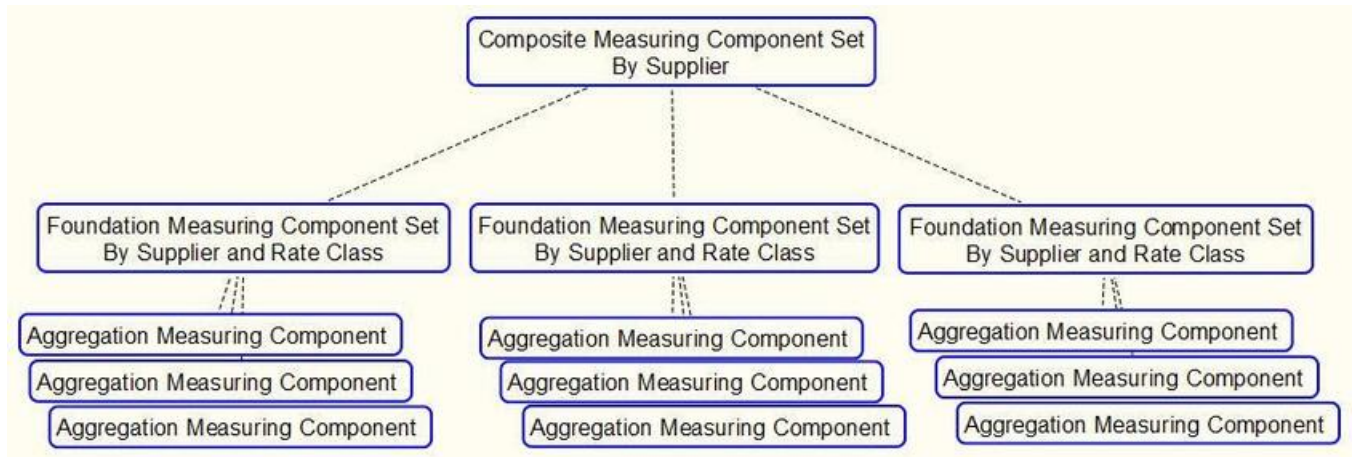 Composite Measuring Component Set
By Supplier
Foundation Measuring Component Set
By Supplier and Rate Class
Foundation Measuring Component Set
By Supplier and Rate Class
Foundation Measuring Component Set
By Supplier and Rate Class
Aggregation Measuring Component
Aggregation Measuring Component
Aggregation Measuring Component
Aggregation Measuring Component
Aggregation Measuring Component
Aggregation Measuring Component
Aggregation Measuring Component
Aggregation Measuring Component
Aggregation Measuring Component